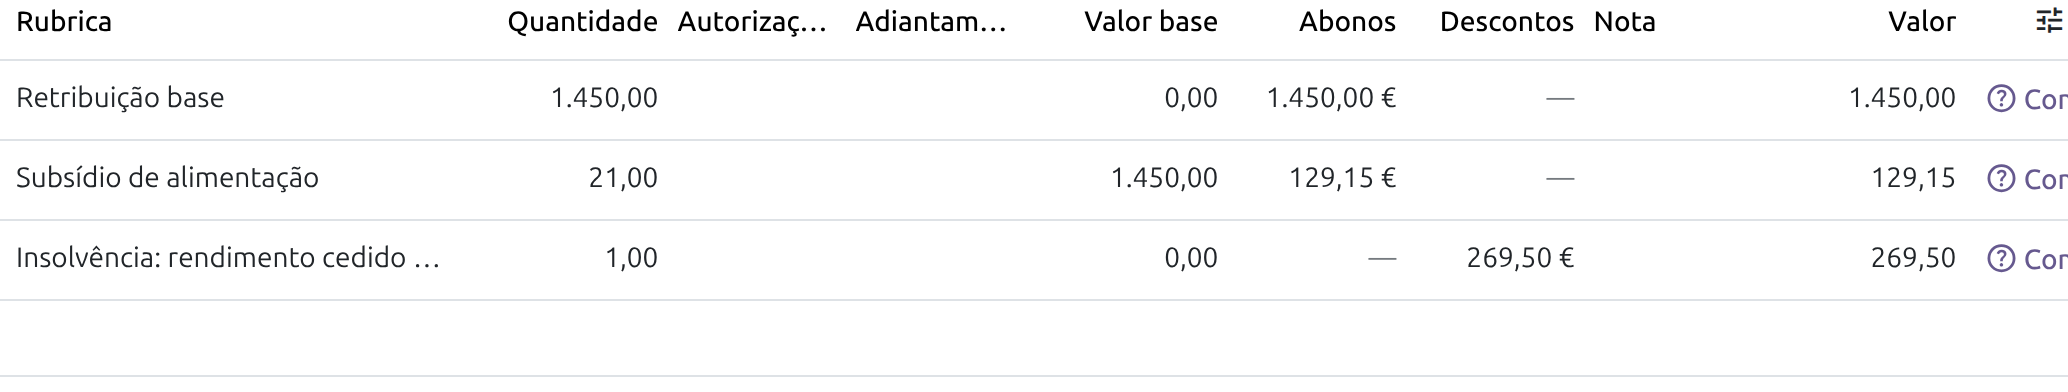 Rubrica Quantidade Autorizaç... Adiantam... Valor base Abonos Descontos Nota Valor
Retribuição base 1.450,00 0,00 1.450,00 € — 1.450,00 Cor
Subsídio de alimentação 21,00 1.450,00 129,15 € — 129,15 Cor
Insolvência: rendimento cedido ... 1,00 0,00 — 269,50 € 269,50 Cor